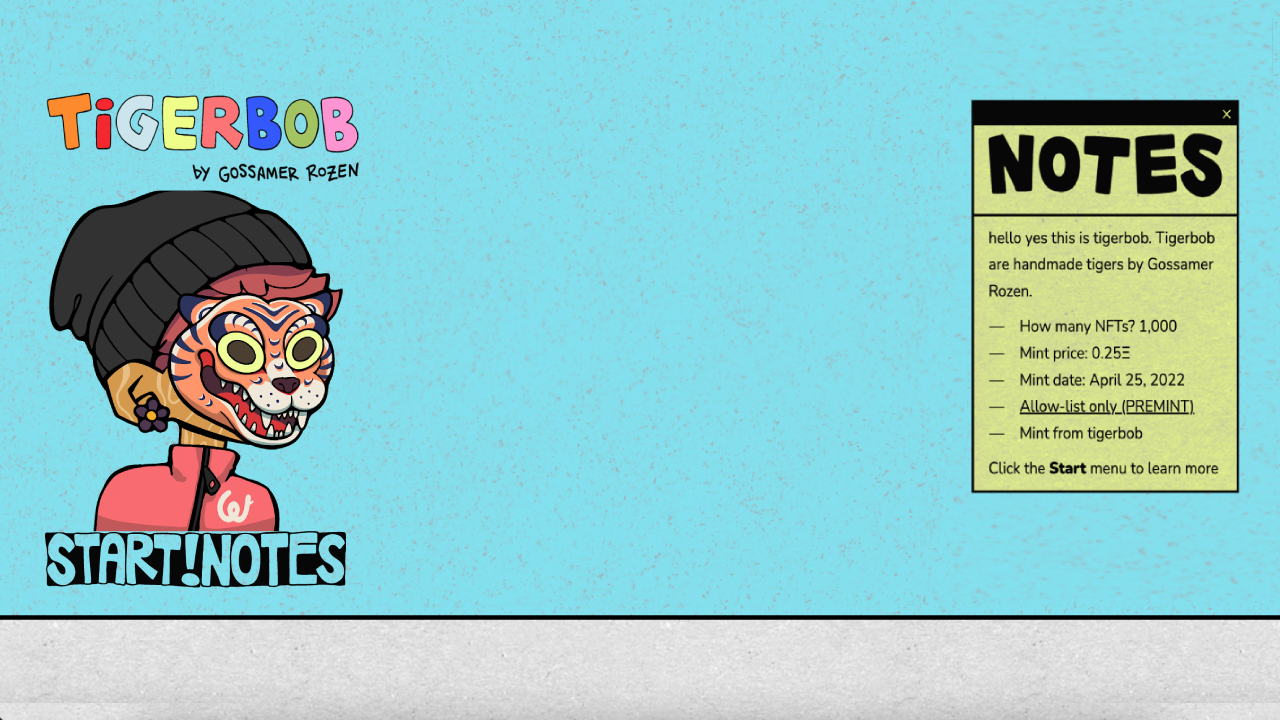 TiGERBOB
by GOSSAMER ROZEN
START!NOTES
×
NOTES
hello yes this is tigerbob. Tigerbob
are handmade tigers by Gossamer
Rozen.
— How many NFTs? 1,000
— Mint price: 0.25Ξ
— Mint date: April 25, 2022
— Allow-list only (PREMINT)
— Mint from tigerbob
Click the Start menu to learn more